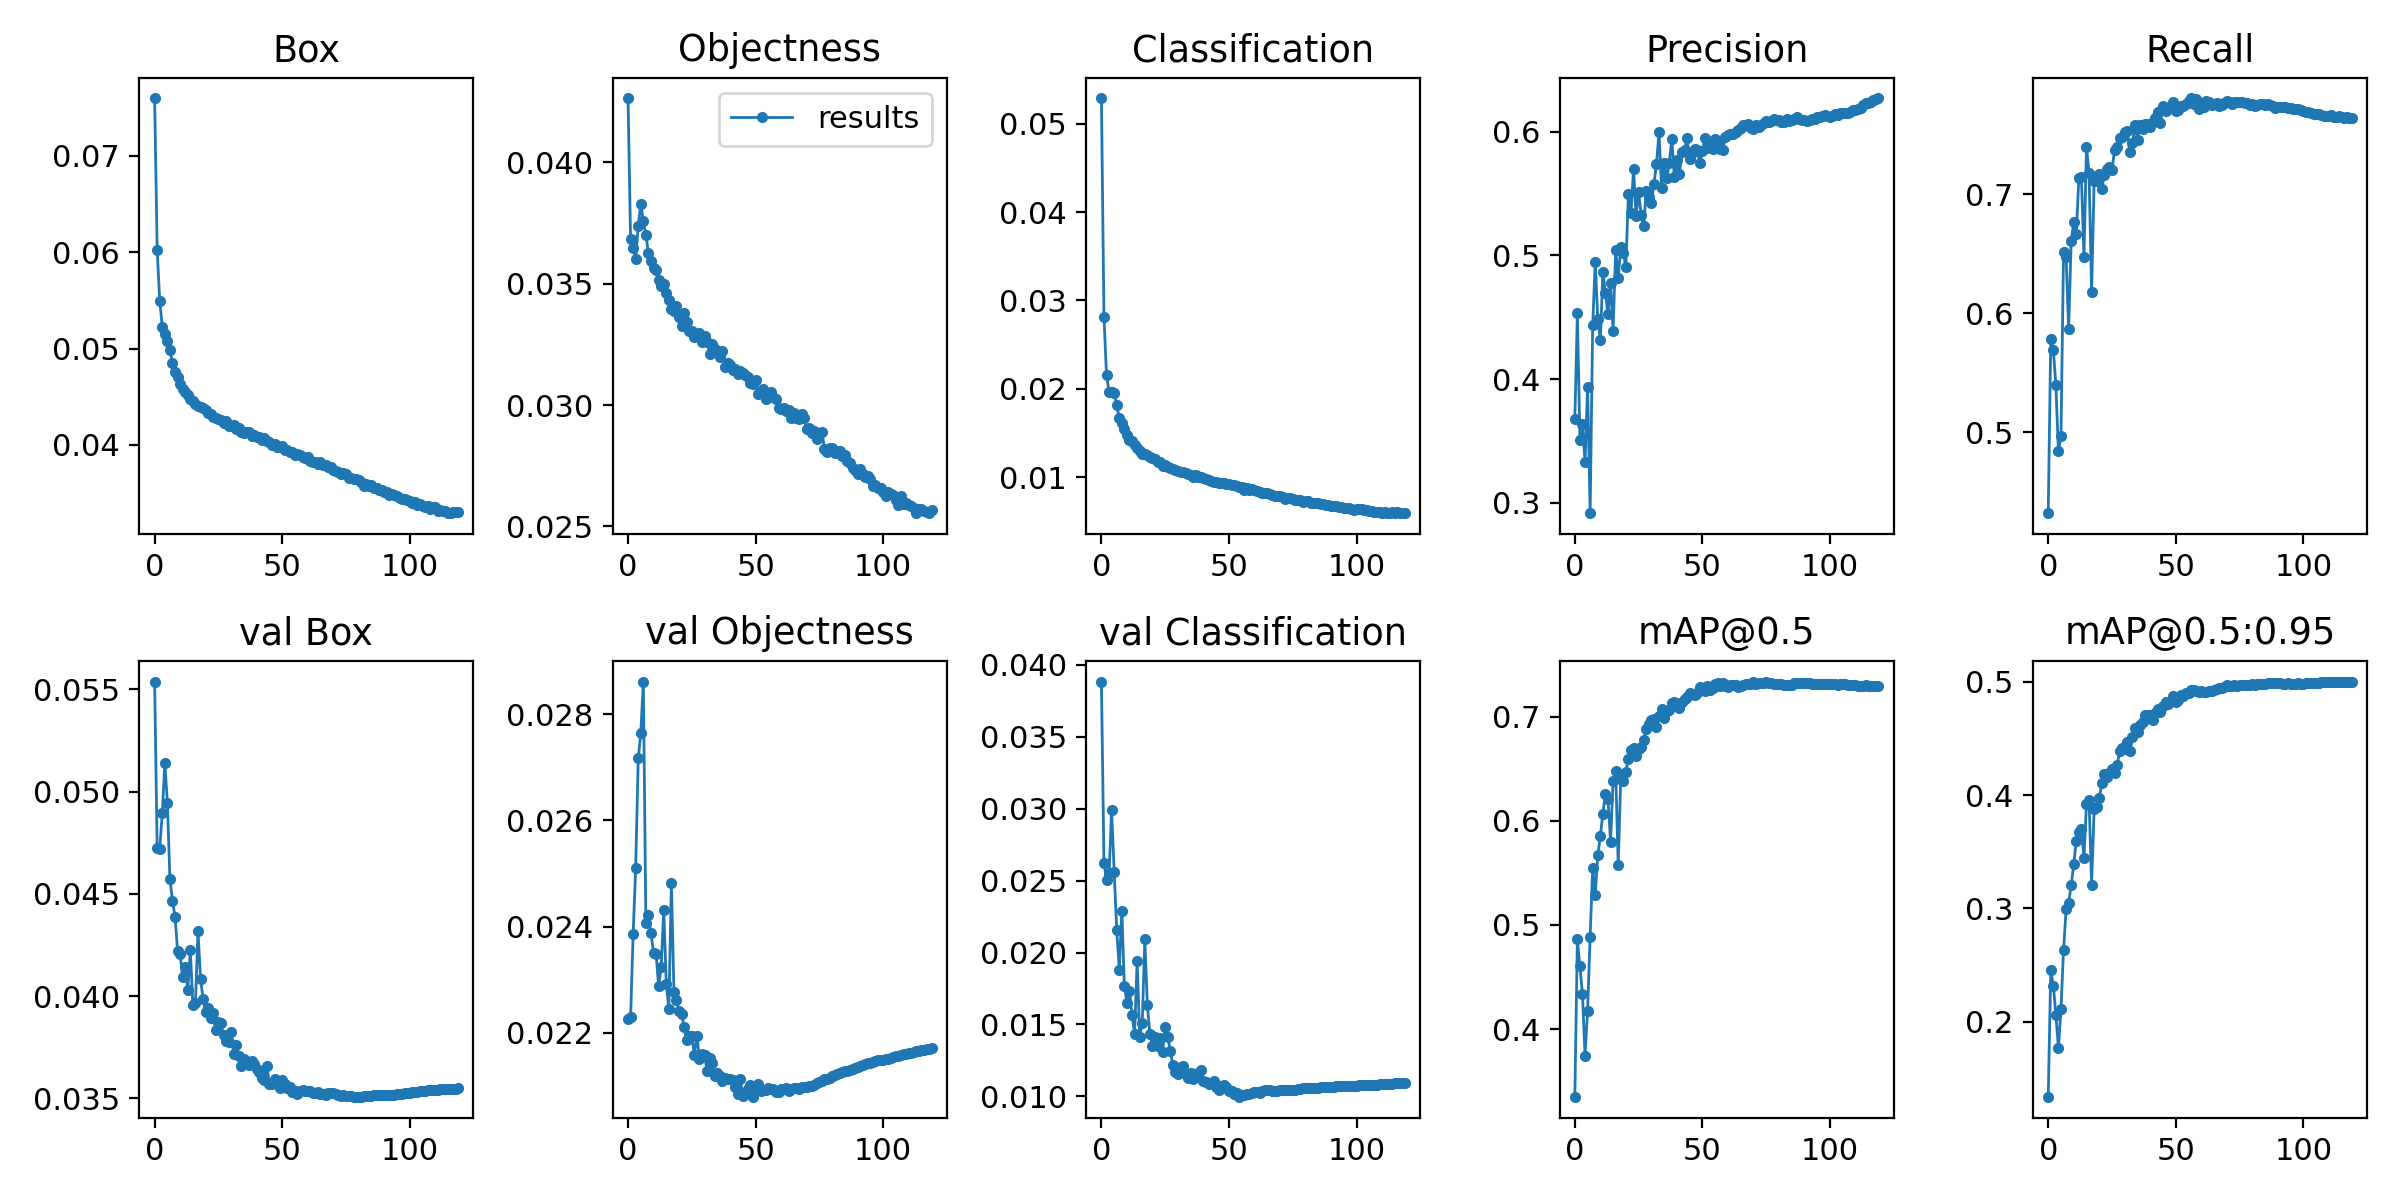 Box
0.07
0.06
0.05
0.04
0 50 100
Objectness
results
0.040
0.035
0.030
0.025
0 50 100
Classification
0.05
0.04
0.03
0.02
0.01
0 50 100
Precision
0.6
0.5
0.4
0.3
0 50 100
Recall
0.7
0.6
0.5
0 50 100
val Box
0.055
0.050
0.045
0.040
0.035
0 50 100
val Objectness
0.028
0.026
0.024
0.022
0 50 100
val Classification
0.040
0.035
0.030
0.025
0.020
0.015
0.010
0 50 100
mAP@0.5
0.7
0.6
0.5
0.4
0 50 100
mAP@0.5:0.95
0.5
0.4
0.3
0.2
0 50 100